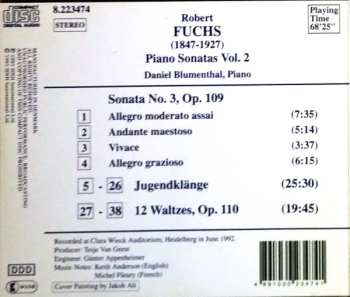 COMPACT
disc
DIGITAL AUDIO
8.223474
STEREO
Robert
FUCHS
(1847-1927)
Piano Sonatas Vol. 2
Daniel Blumenthal, Piano
Playing
Time
68'25"
Sonata No. 3, Op. 109
1 Allegro moderato assai (7:35)
2 Andante maestoso (5:14)
3 Vivace (3:37)
4 Allegro grazioso (6:15)
5 - 26 Jugendklänge (25:30)
27 - 38 12 Waltzes, Op. 110 (19:45)
Recorded at Clara Wieck Auditorium, Heidelberg in June 1992.
Producer: Teije Van Geest
Engineer: Günter Appenheimer
Music Notes: Keith Anderson (English)
Michel Fleury (French)
Cover Painting by Jakob Alt
DDD